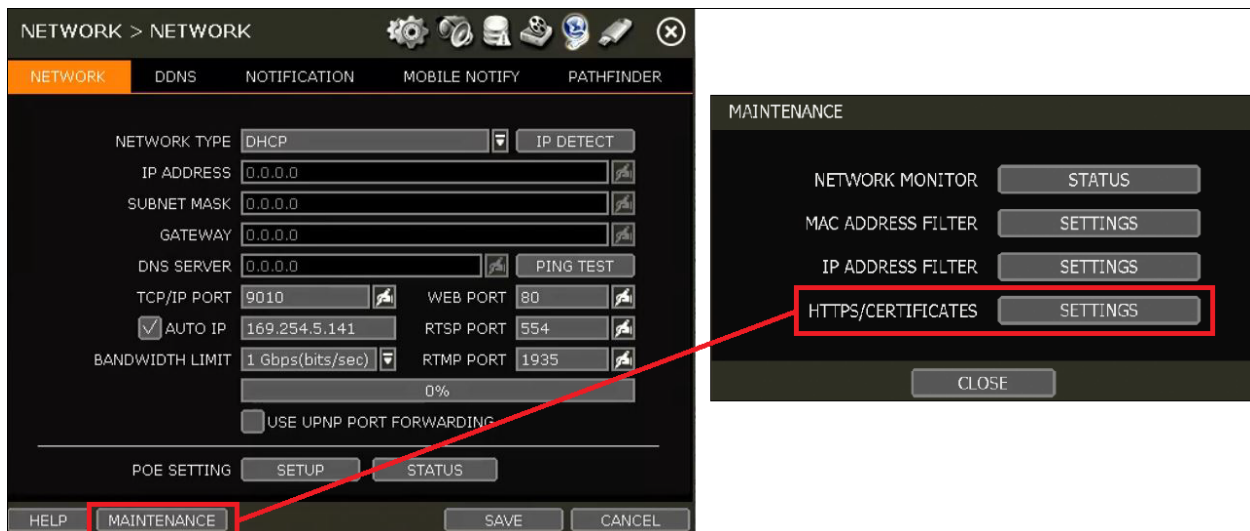 NETWORK > NETWORK
NETWORK DDNS NOTIFICATION MOBILE NOTIFY PATHFINDER
NETWORK TYPE DHCP IP DETECT
IP ADDRESS 0.0.0.0
SUBNET MASK 0.0.0.0
GATEWAY 0.0.0.0
DNS SERVER 0.0.0.0 PING TEST
TCP/IP PORT 9010 WEB PORT 80
AUTO IP 169.254.5.141 RTSP PORT 554
BANDWIDTH LIMIT 1 Gbps(bits/sec) RTMP PORT 1935
0%
USE UPNP PORT FORWARDING
POE SETTING SETUP STATUS
HELP MAINTENANCE SAVE CANCEL
MAINTENANCE
NETWORK MONITOR STATUS
MAC ADDRESS FILTER SETTINGS
IP ADDRESS FILTER SETTINGS
HTTPS/CERTIFICATES SETTINGS
CLOSE